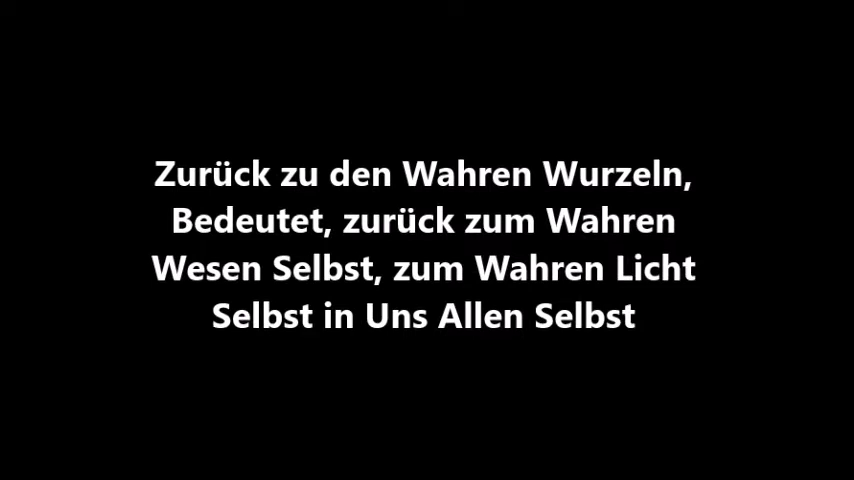 Zurück zu den Wahren Wurzeln,
Bedeutet, zurück zum Wahren
Wesen Selbst, zum Wahren Licht
Selbst in Uns Allen Selbst